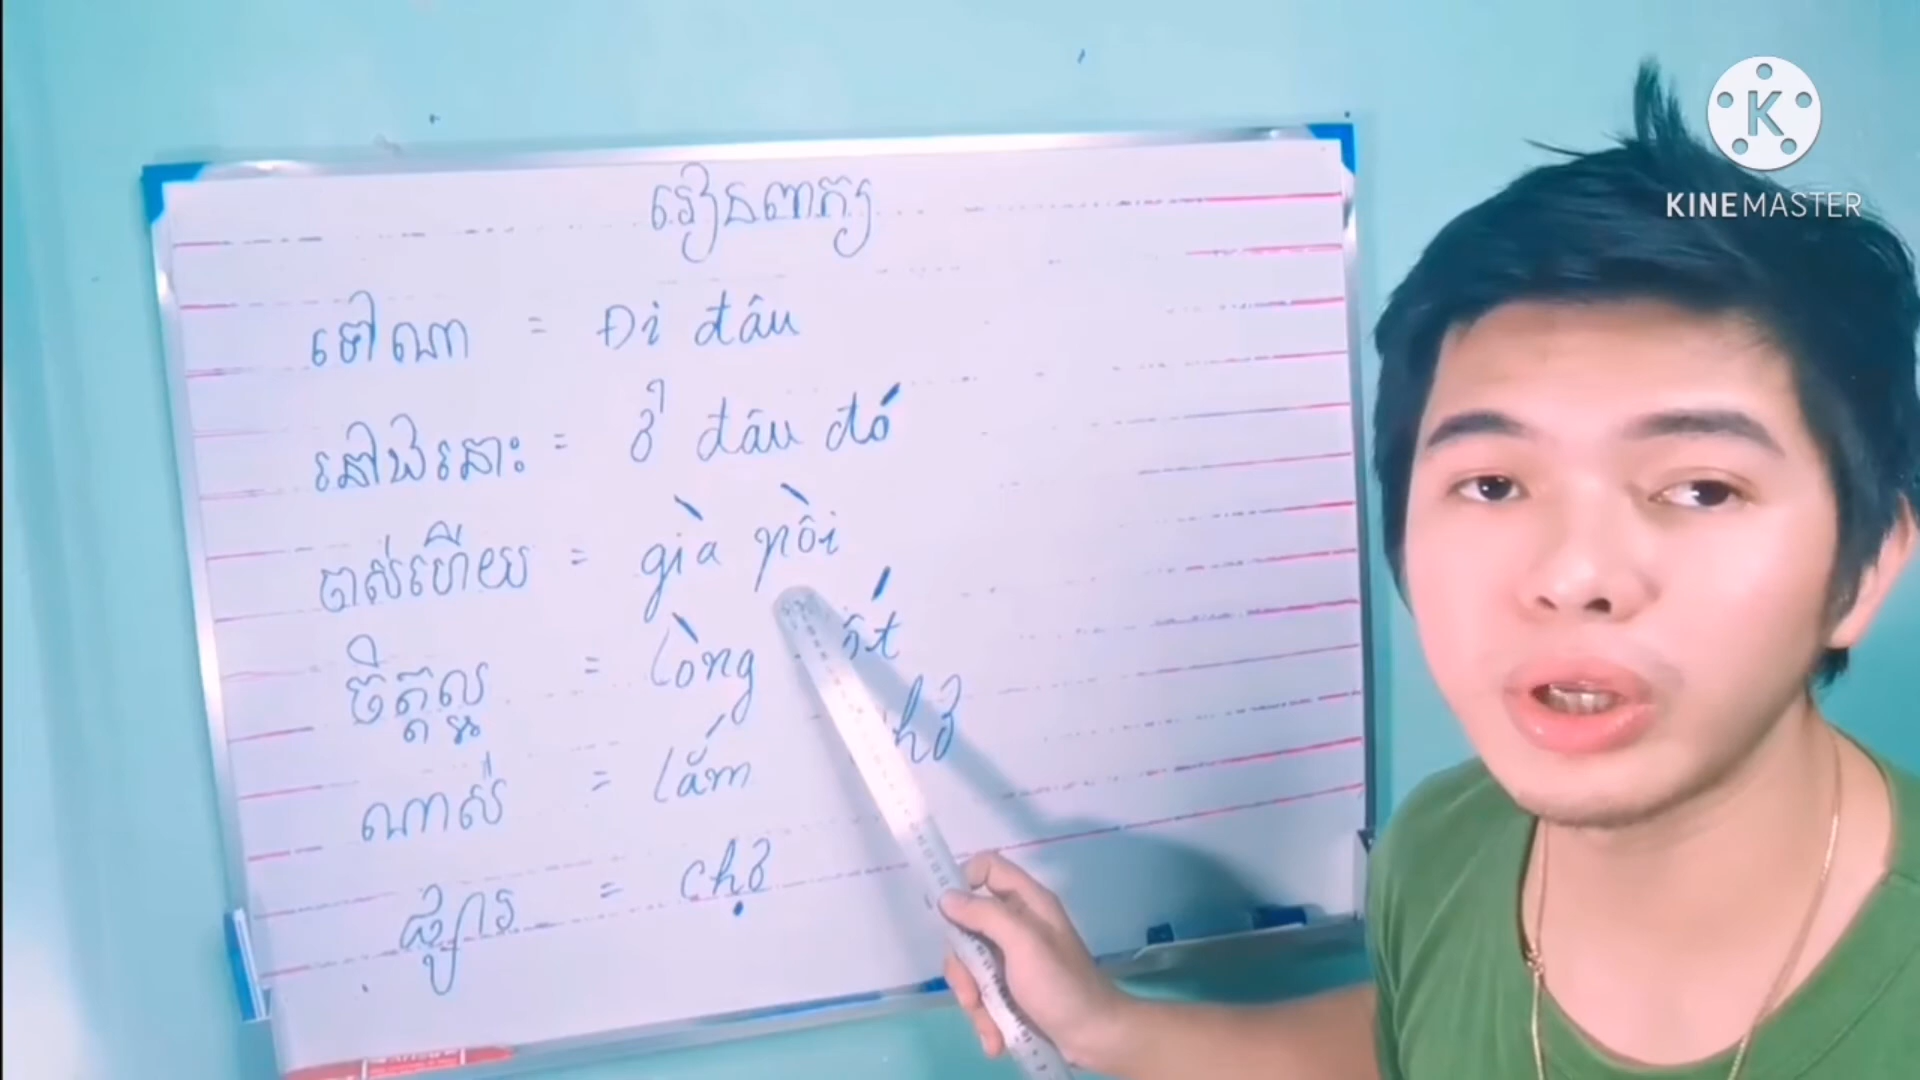 រៀនពាក្យ
ទៅណា = Đi đâu
នៅឯនោះ = ở đâu đó
ចាស់ហើយ = già rồi
ចិត្តល្អ = lòng
ណាស់ = lắm
ផ្សារ = chợ
KINEMASTER